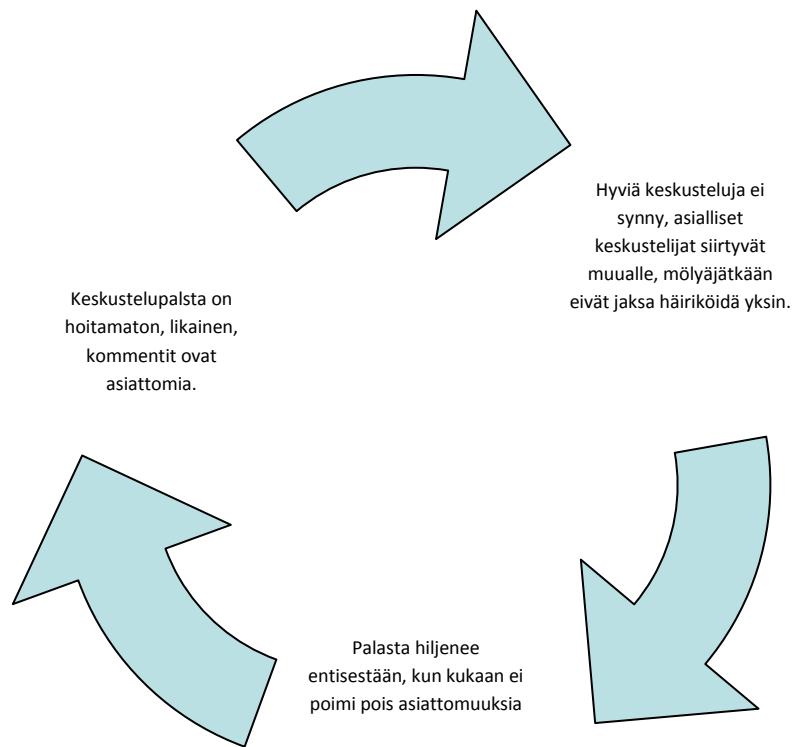 Keskustelupalsta on
hoitamaton, likainen,
kommentit ovat
asiattomia.
Hyviä keskusteluja ei
synny, asialliset
keskustelijat siirtyvät
muualle, mölyäjätkään
eivät jaksa häiriköidä yksin.
Palasta hiljenee
entisestään, kun kukaan ei
poimi pois asiattomuuksia